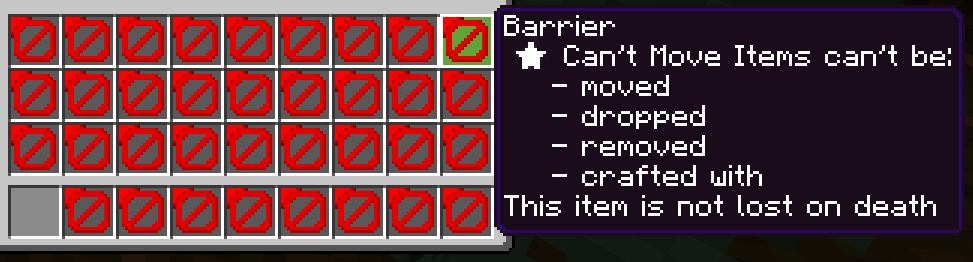 Barrier
★ Can't Move Items can't be:
- moved
- dropped
- removed
- crafted with
This item is not lost on death